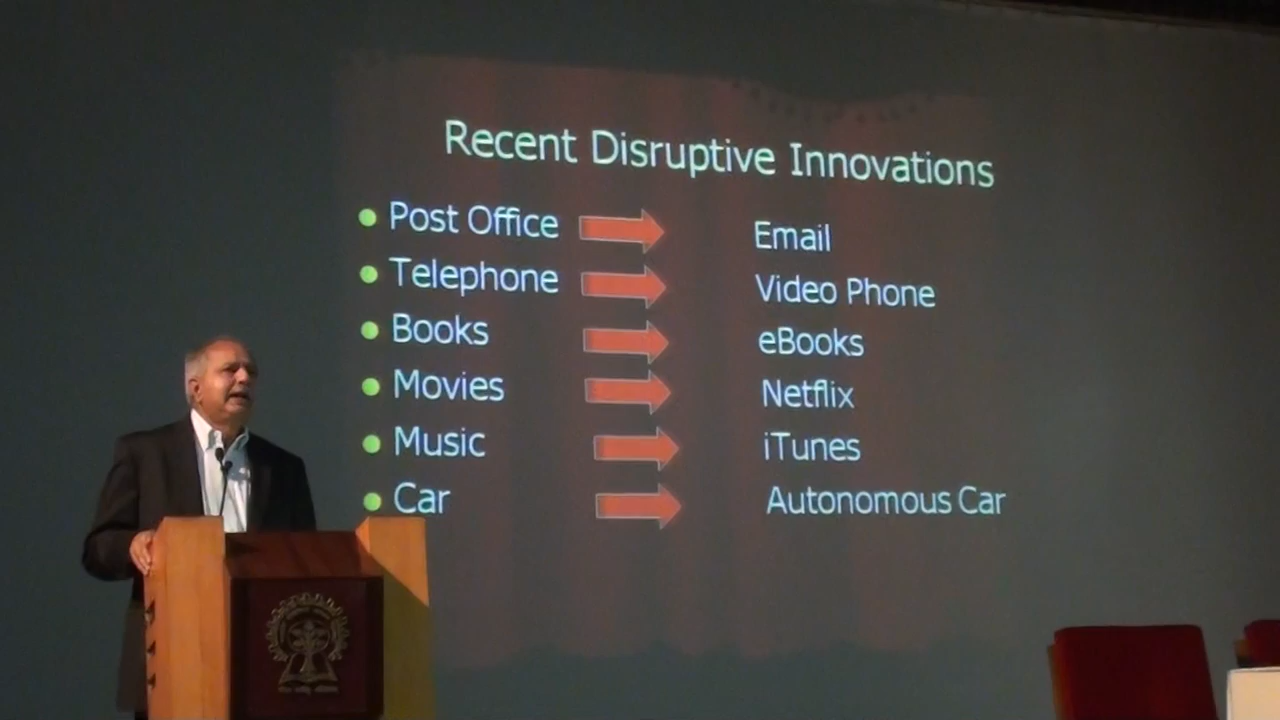 Recent Disruptive Innovations
Post Office Email
Telephone Video Phone
Books eBooks
Movies Netflix
Music iTunes
Car Autonomous Car